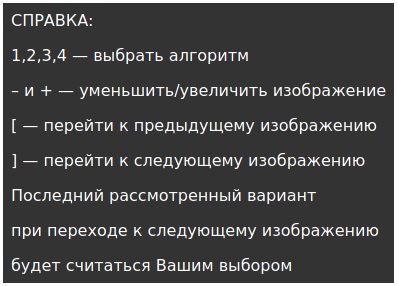 СПРАВКА:
1,2,3,4 — выбрать алгоритм
– и + — уменьшить/увеличить изображение
[ — перейти к предыдущему изображению
] — перейти к следующему изображению
Последний рассмотренный вариант
при переходе к следующему изображению
будет считаться Вашим выбором